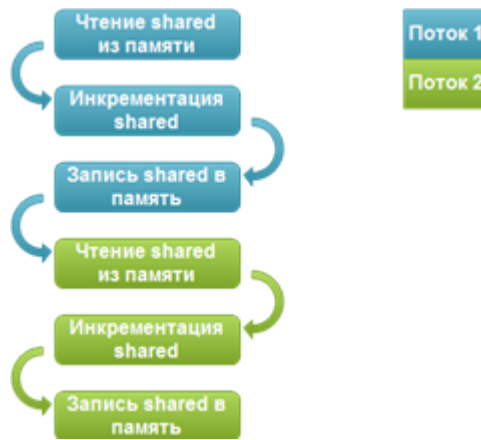 Чтение shared
из памяти
Инкрементация
shared
Запись shared в
память
Чтение shared
из памяти
Инкрементация
shared
Запись shared в
память
Поток 1
Поток 2